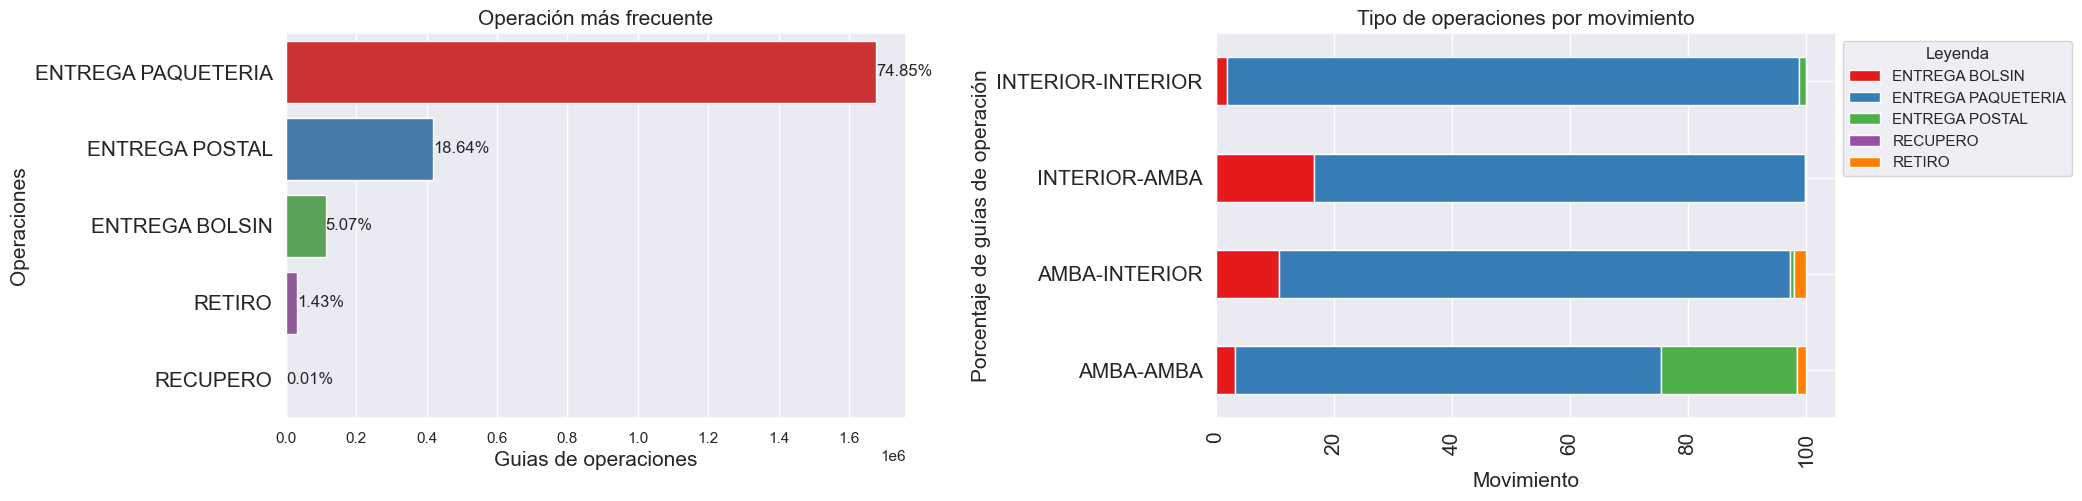 Operación más frecuente
Operaciones
ENTREGA PAQUETERIA
74.85%
ENTREGA POSTAL
18.64%
ENTREGA BOLSIN
5.07%
RETIRO
1.43%
RECUPERO
0.01%
0.0 0.2 0.4 0.6 0.8 1.0 1.2 1.4 1.6
1e6
Guias de operaciones
Tipo de operaciones por movimiento
Porcentaje de guías de operación
INTERIOR-INTERIOR
INTERIOR-AMBA
AMBA-INTERIOR
AMBA-AMBA
0 20 40 60 80 100
Movimiento
Leyenda
ENTREGA BOLSIN
ENTREGA PAQUETERIA
ENTREGA POSTAL
RECUPERO
RETIRO